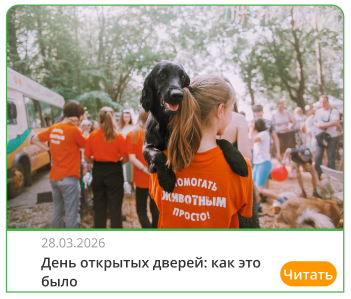 ПОМОГАТЬ
ЖИВОТНЫМ
ПРОСТО!
28.03.2026
День открытых дверей: как это
было
Читать